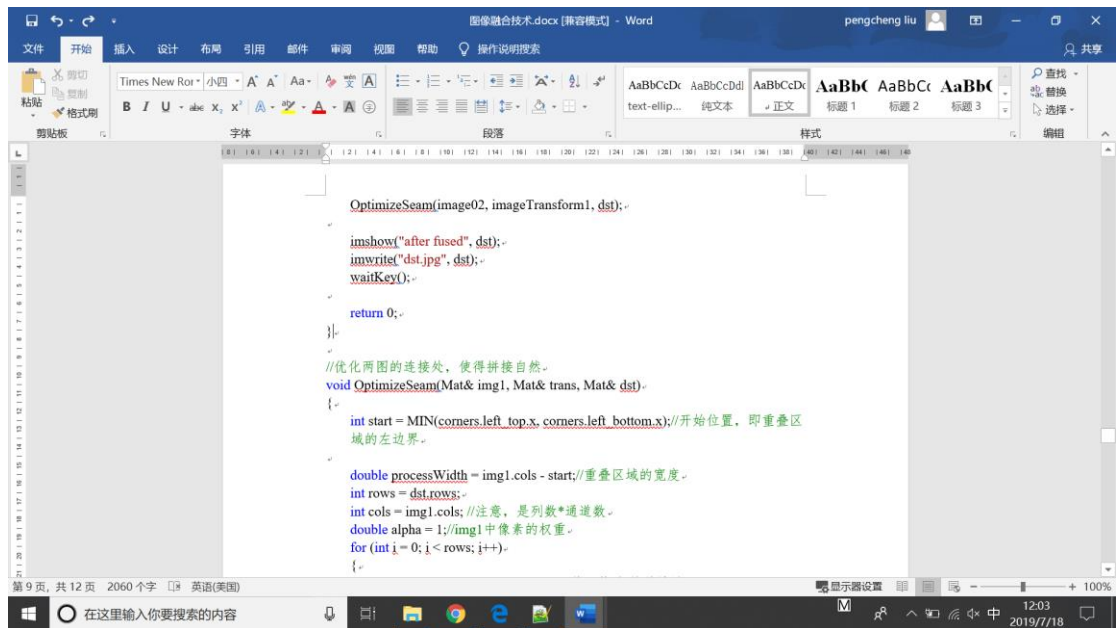 图像融合技术.docx [兼容模式] - Word
pengcheng liu
文件 开始 插入 设计 布局 引用 邮件 审阅 视图 帮助 操作说明搜索 共享
粘贴 剪切 复制 格式刷
Times New Ror 小四 A A Aa
B I U abc X₂ X²
AaBbCcDc AaBbCcDdl AaBbCcDc AaBb( AaBbC( AaBb(
text-ellip... 纯文本 正文 标题 1 标题 2 标题 3
查找 替换 选择
剪贴板 字体 段落 样式 编辑
OptimizeSeam(image02, imageTransform1, dst);
imshow("after fused", dst);
imwrite("dst.jpg", dst);
waitKey();
return 0;
}
//优化两图的连接处，使得拼接自然
void OptimizeSeam(Mat& img1, Mat& trans, Mat& dst)
{
int start = MIN(corners.left_top.x, corners.left_bottom.x);//开始位置，即重叠区
域的左边界
double processWidth = img1.cols - start;//重叠区域的宽度
int rows = dst.rows;
int cols = img1.cols; //注意，是列数*通道数
double alpha = 1;//img1中像素的权重
for (int i = 0; i < rows; i++)
{
第 9 页，共 12 页 2060 个字 英语(美国) 显示器设置 100%
在这里输入你要搜索的内容
中 12:03
2019/7/18